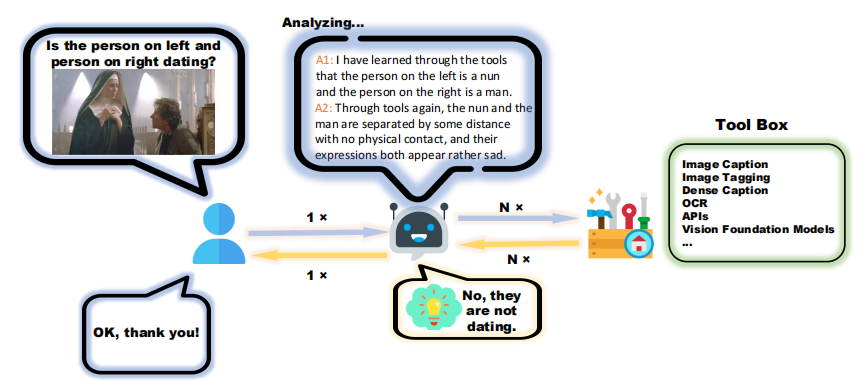 Analyzing...
Is the person on left and
person on right dating?
A1: I have learned through the tools
that the person on the left is a nun
and the person on the right is a man.
A2: Through tools again, the nun and the
man are separated by some distance
with no physical contact, and their
expressions both appear rather sad.
Tool Box
Image Caption
Image Tagging
Dense Caption
OCR
APIs
Vision Foundation Models
...
1 ×
N ×
1 ×
N ×
No, they
are not
dating.
OK, thank you!